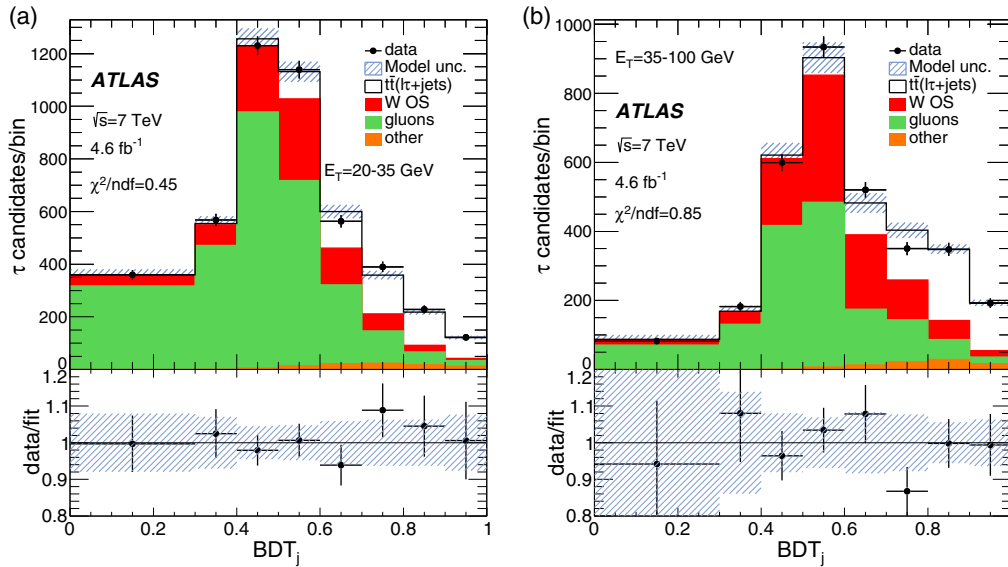 (a)
τ candidates/bin
1200
1000
800
600
400
200
0
ATLAS
√s=7 TeV
4.6 fb⁻¹
χ²/ndf=0.45
data
Model unc.
tt̄(lτ+jets)
W OS
gluons
other
E_T=20-35 GeV
data/fit
1.2
1.1
1
0.9
0.8
0 0.2 0.4 0.6 0.8 1
BDT_j
(b)
τ candidates/bin
1000
800
600
400
200
0
E_T=35-100 GeV
ATLAS
√s=7 TeV
4.6 fb⁻¹
χ²/ndf=0.85
data
Model unc.
tt̄(lτ+jets)
W OS
gluons
other
data/fit
1.2
1.1
1
0.9
0.8
0 0.2 0.4 0.6 0.8
BDT_j